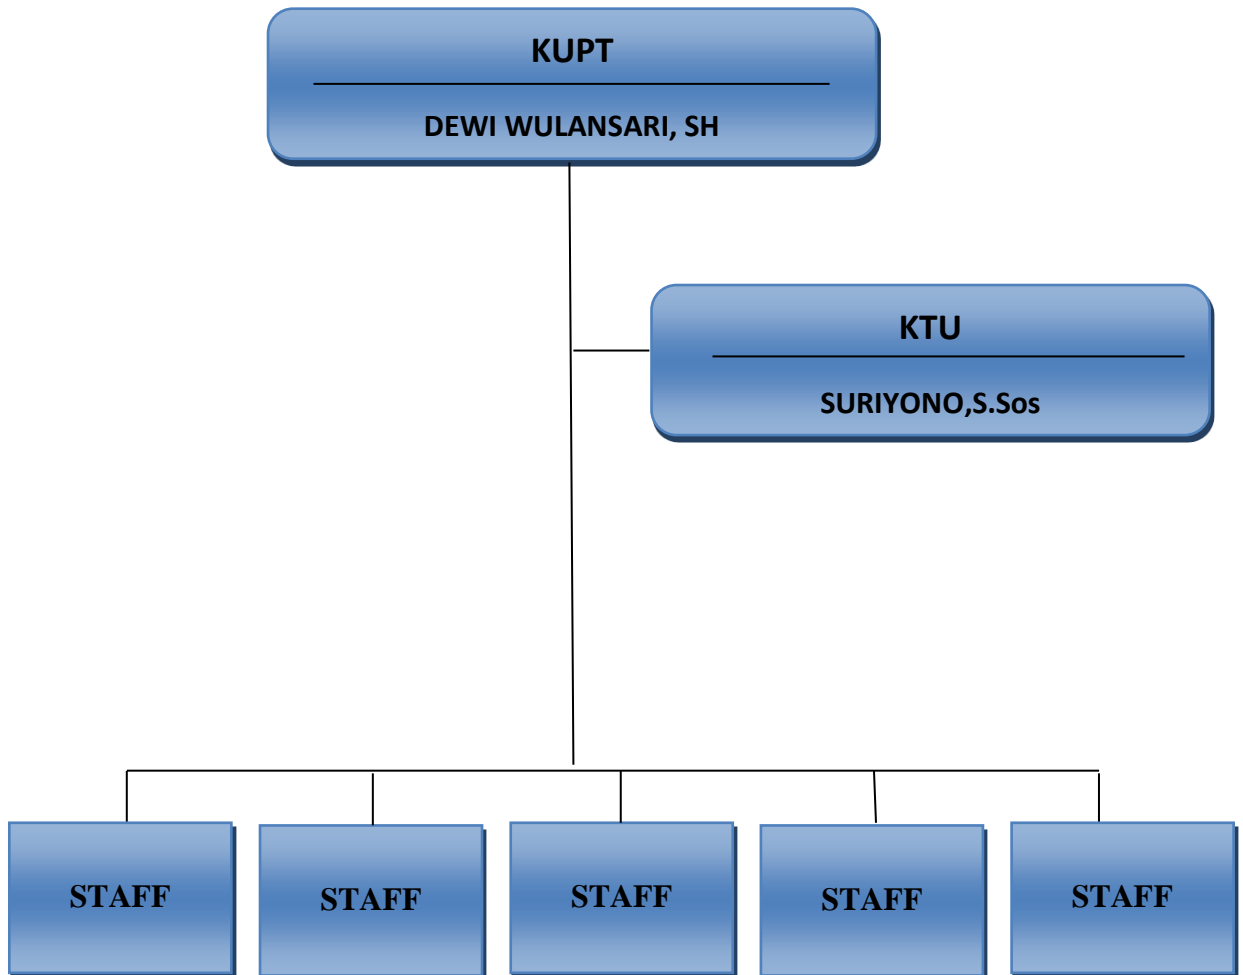 KUPT
DEWI WULANSARI, SH
KTU
SURIYONO,S.Sos
STAFF
STAFF
STAFF
STAFF
STAFF